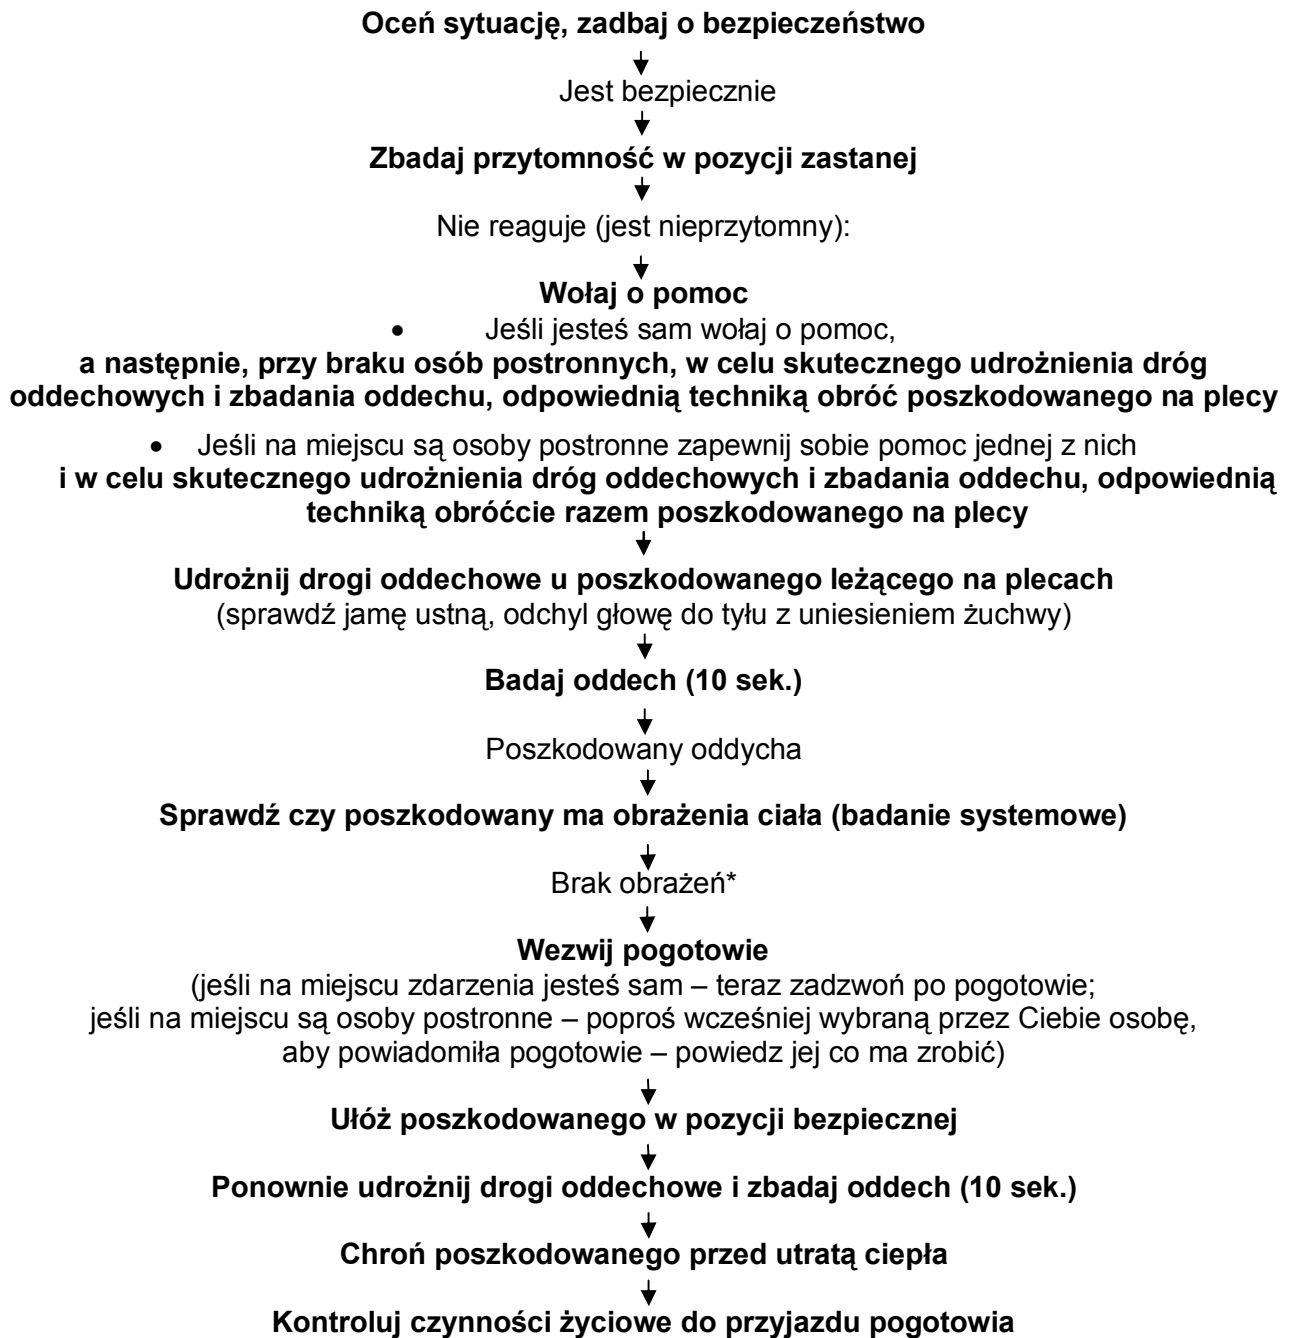 Oceń sytuację, zadbaj o bezpieczeństwo
Jest bezpiecznie
Zbadaj przytomność w pozycji zastanej
Nie reaguje (jest nieprzytomny):
Wołaj o pomoc
• Jeśli jesteś sam wołaj o pomoc,
a następnie, przy braku osób postronnych, w celu skutecznego udrożnienia dróg
oddechowych i zbadania oddechu, odpowiednią techniką obróć poszkodowanego na plecy
• Jeśli na miejscu są osoby postronne zapewnij sobie pomoc jednej z nich
i w celu skutecznego udrożnienia dróg oddechowych i zbadania oddechu, odpowiednią
techniką obróćcie razem poszkodowanego na plecy
Udrożnij drogi oddechowe u poszkodowanego leżącego na plecach
(sprawdź jamę ustną, odchyl głowę do tyłu z uniesieniem żuchwy)
Badaj oddech (10 sek.)
Poszkodowany oddycha
Sprawdź czy poszkodowany ma obrażenia ciała (badanie systemowe)
Brak obrażeń*
Wezwij pogotowie
(jeśli na miejscu zdarzenia jesteś sam – teraz zadzwoń po pogotowie;
jeśli na miejscu są osoby postronne – poproś wcześniej wybraną przez Ciebie osobę,
aby powiadomiła pogotowie – powiedz jej co ma zrobić)
Ułóż poszkodowanego w pozycji bezpiecznej
Ponownie udrożnij drogi oddechowe i zbadaj oddech (10 sek.)
Chroń poszkodowanego przed utratą ciepła
Kontroluj czynności życiowe do przyjazdu pogotowia